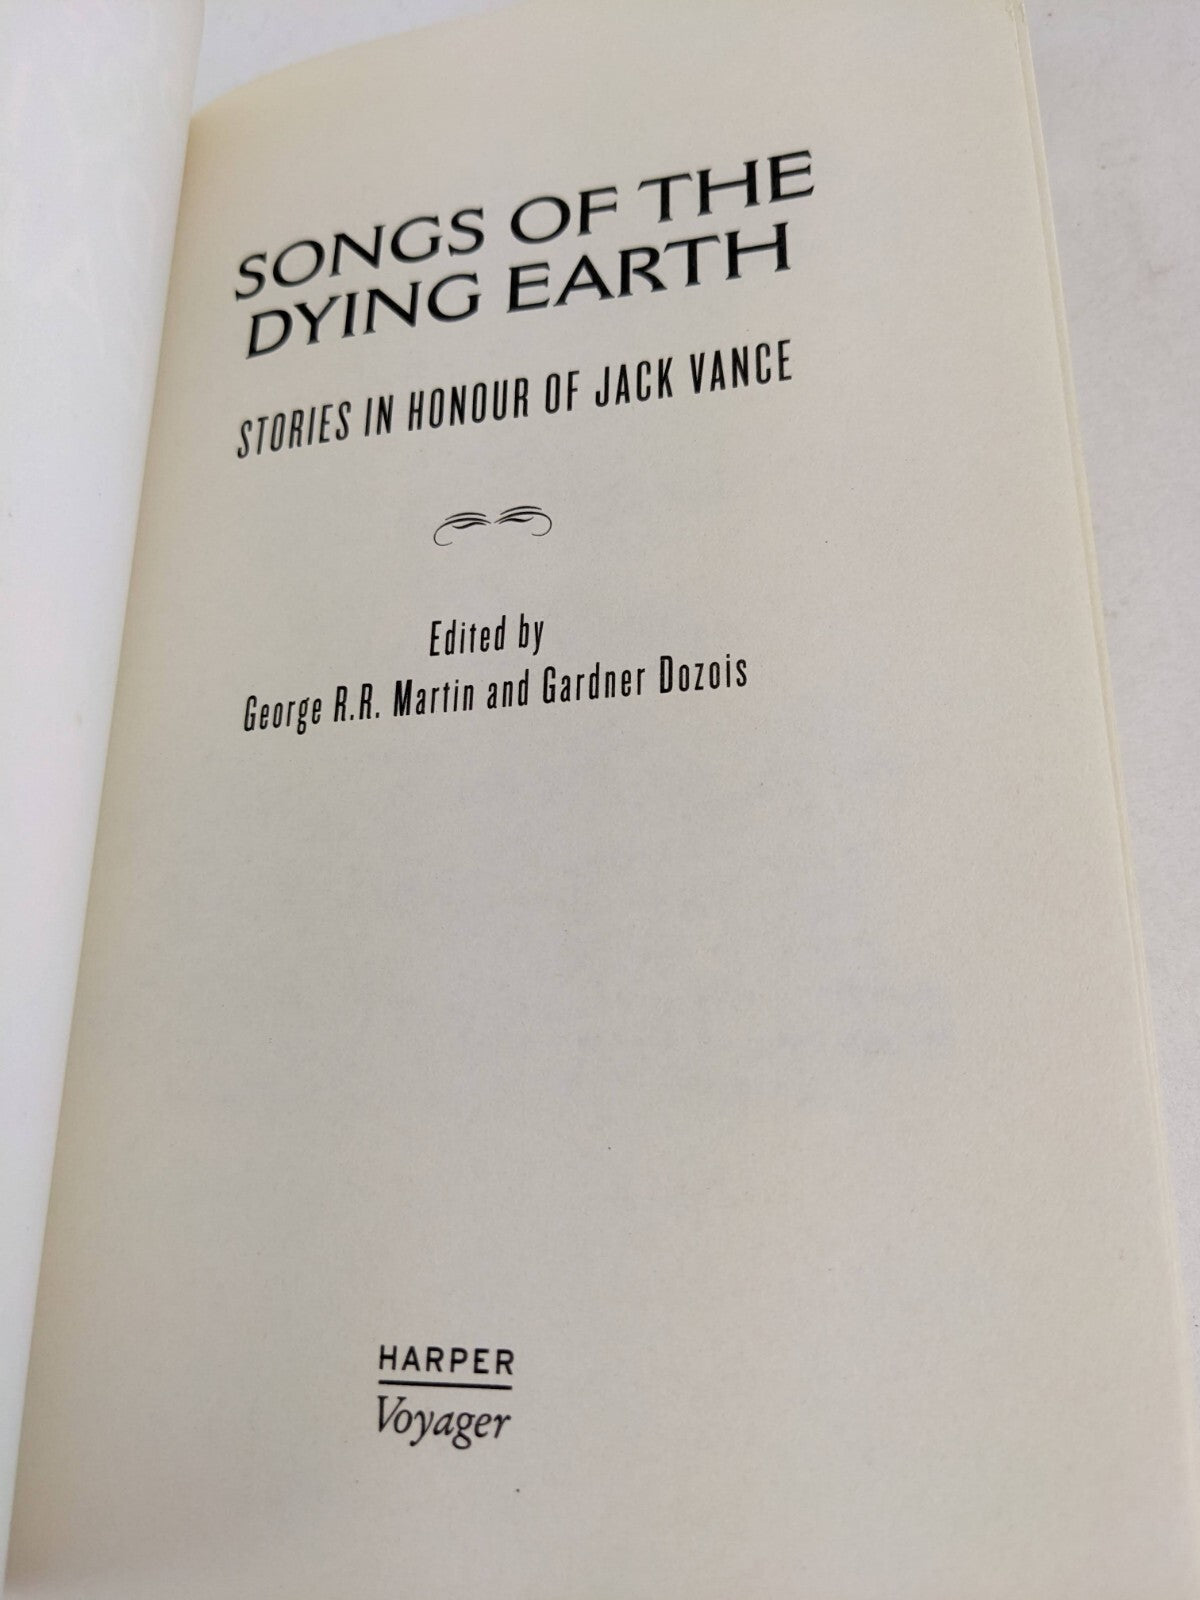 SONGS OF THE
DYING EARTH
STORIES IN HONOUR OF JACK VANCE
Edited by
George R.R. Martin and Gardner Dozois
HARPER
Voyager